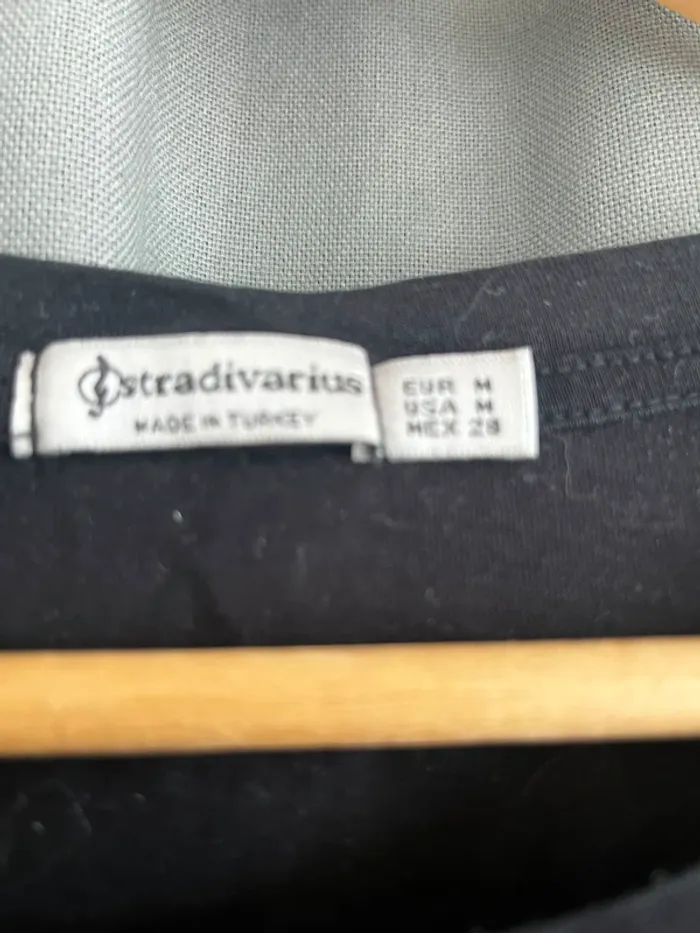 stradivarius
MADE IN TURKEY
EUR M
USA M
MEX 28